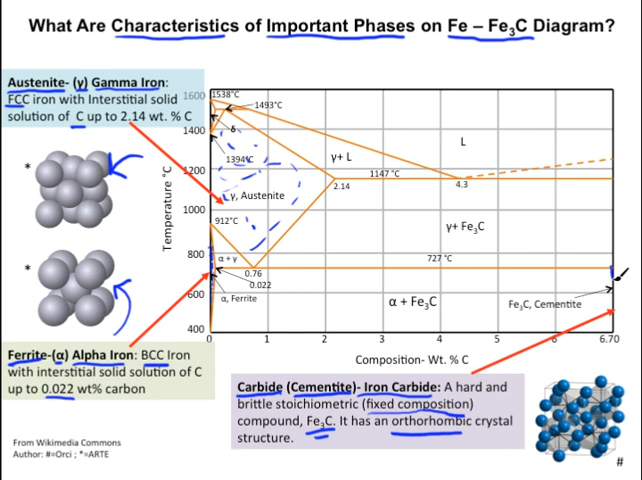 What Are Characteristics of Important Phases on Fe – Fe3C Diagram?
Austenite- (γ) Gamma Iron:
FCC iron with Interstitial solid
solution of C up to 2.14 wt. % C
*
*
Ferrite-(α) Alpha Iron: BCC Iron
with interstitial solid solution of C
up to 0.022 wt% carbon
From Wikimedia Commons
Author: #=Orci ; *=ARTE
Temperature °C
1600
1400
1200
1000
800
600
400
1538°C
1493°C
δ
1394°C
γ+ L
L
1147 °C
2.14
4.3
γ, Austenite
912°C
γ+ Fe3C
α + γ
727 °C
0.76
0.022
α, Ferrite
α + Fe3C
Fe3C, Cementite
0
1
2
3
4
5
6
6.70
Composition- Wt. % C
Carbide (Cementite)- Iron Carbide: A hard and
brittle stoichiometric (fixed composition)
compound, Fe3C. It has an orthorhombic crystal
structure.
#